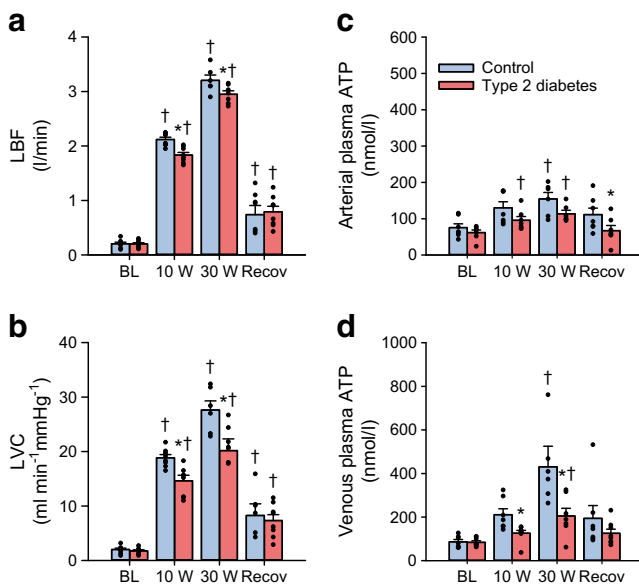 a
LBF
(l/min)
4
3
2
1
0
†
*†
†
*†
†
†
BL
10 W
30 W
Recov
b
LVC
(ml min⁻¹mmHg⁻¹)
40
30
20
10
0
†
*†
†
*†
†
†
BL
10 W
30 W
Recov
c
Arterial plasma ATP
(nmol/l)
600
500
400
300
200
100
0
Control
Type 2 diabetes
†
†
†
*
BL
10 W
30 W
Recov
d
Venous plasma ATP
(nmol/l)
1000
800
600
400
200
0
*
†
*†
BL
10 W
30 W
Recov